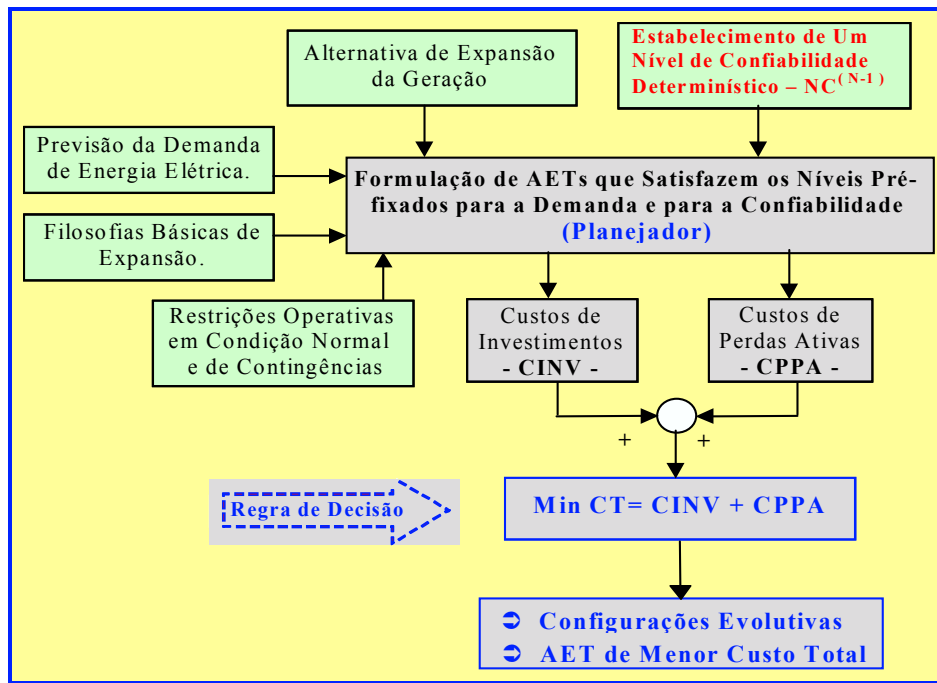 Alternativa de Expansão
da Geração
Estabelecimento de Um
Nível de Confiabilidade
Determinístico – NC( N-1 )
Previsão da Demanda
de Energia Elétrica.
Filosofias Básicas de
Expansão.
Formulação de AETs que Satisfazem os Níveis Pré-
fixados para a Demanda e para a Confiabilidade
(Planejador)
Restrições Operativas
em Condição Normal
e de Contingências
Custos de
Investimentos
- CINV -
Custos de
Perdas Ativas
- CPPA -
+ +
Regra de Decisão
Min CT= CINV + CPPA
➲ Configurações Evolutivas
➲ AET de Menor Custo Total